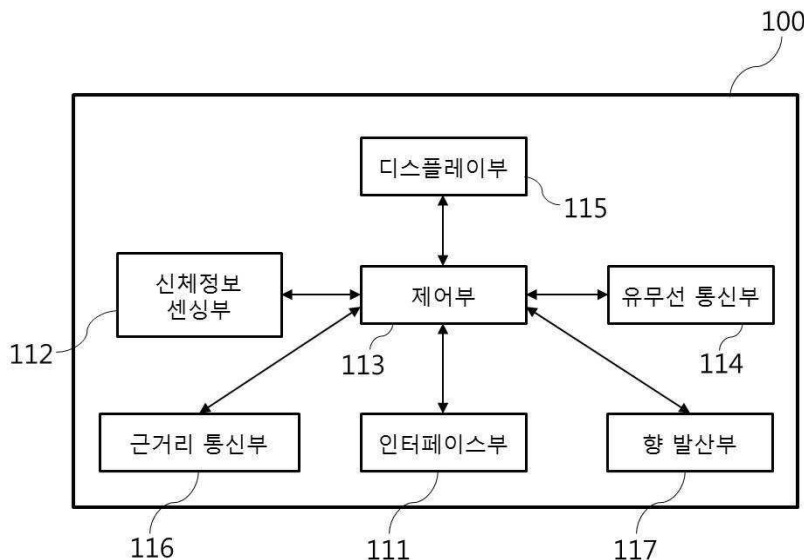 100
디스플레이부
115
신체정보
센싱부
제어부
유무선 통신부
112
113
114
근거리 통신부
인터페이스부
향 발산부
116
111
117